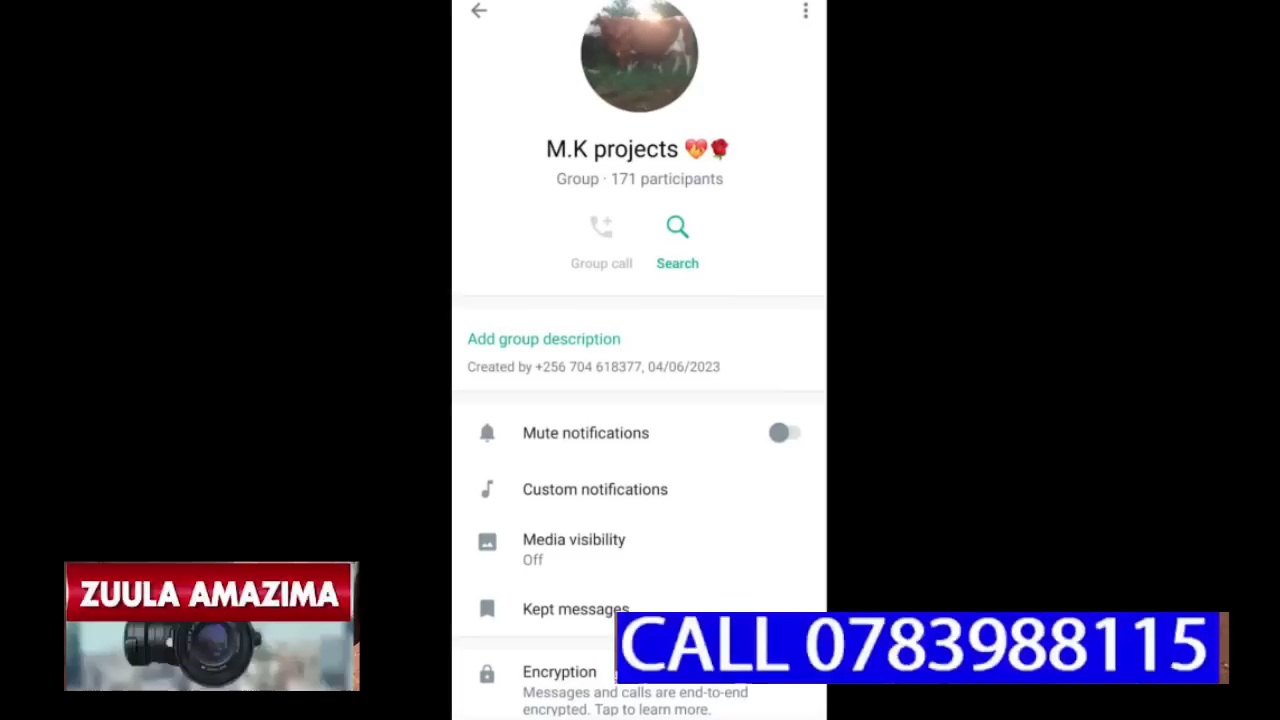 M.K projects 💖🌹
Group · 171 participants
Group call
Search
Add group description
Created by +256 704 618377, 04/06/2023
Mute notifications
Custom notifications
Media visibility
Off
Kept messages
Encryption
Messages and calls are end-to-end
encrypted. Tap to learn more.
ZUULA AMAZIMA
CALL 0783988115